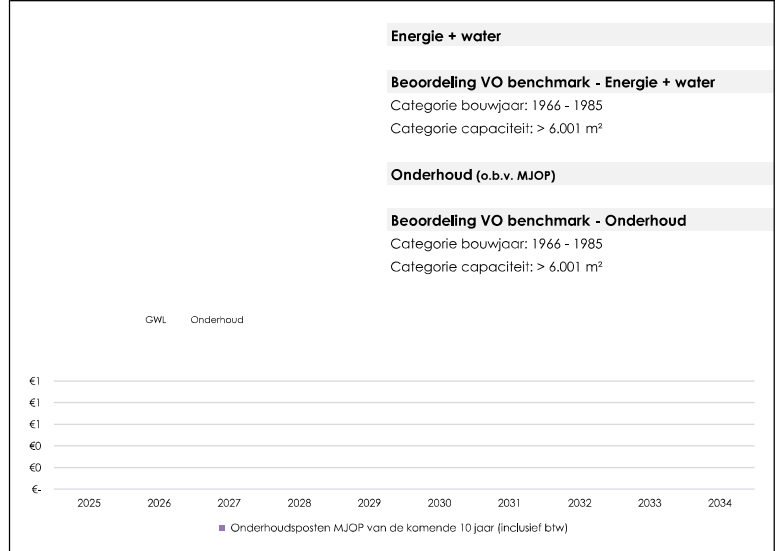 Energie + water
Beoordeling VO benchmark - Energie + water
Categorie bouwjaar: 1966 - 1985
Categorie capaciteit: > 6.001 m²
Onderhoud (o.b.v. MJOP)
Beoordeling VO benchmark - Onderhoud
Categorie bouwjaar: 1966 - 1985
Categorie capaciteit: > 6.001 m²
GWL Onderhoud
€1
€1
€1
€0
€0
€-
2025 2026 2027 2028 2029 2030 2031 2032 2033 2034
Onderhoudsposten MJOP van de komende 10 jaar (inclusief btw)